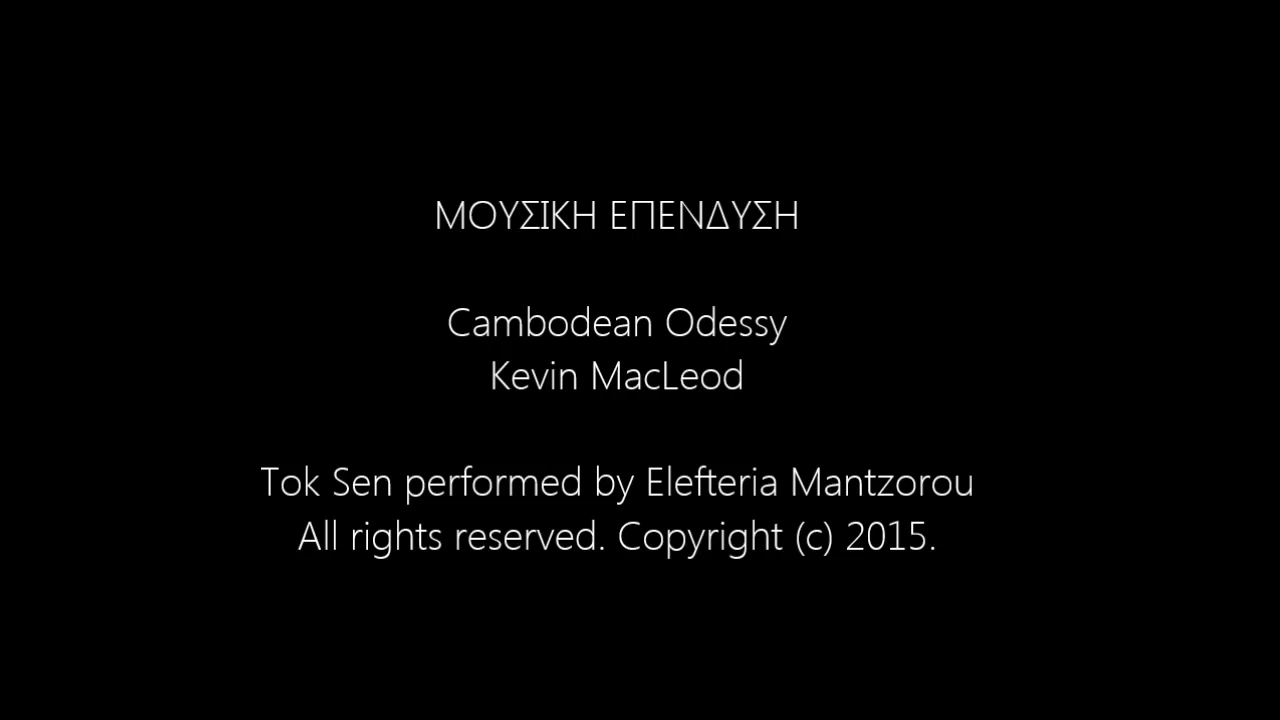 ΜΟΥΣΙΚΗ ΕΠΕΝΔΥΣΗ
Cambodean Odessy
Kevin MacLeod
Tok Sen performed by Elefteria Mantzorou
All rights reserved. Copyright (c) 2015.